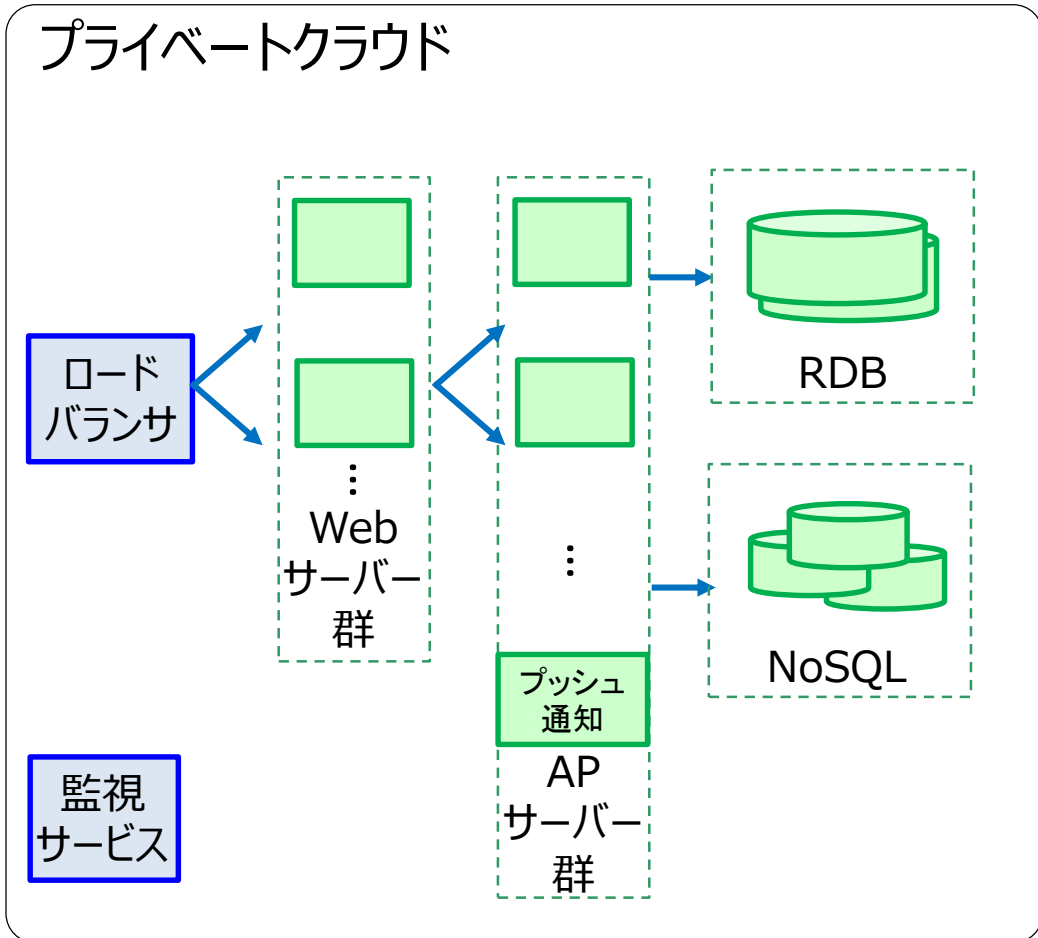 プライベートクラウド
ロード
バランサ
Web
サーバー
群
プッシュ
通知
AP
サーバー
群
RDB
NoSQL
監視
サービス